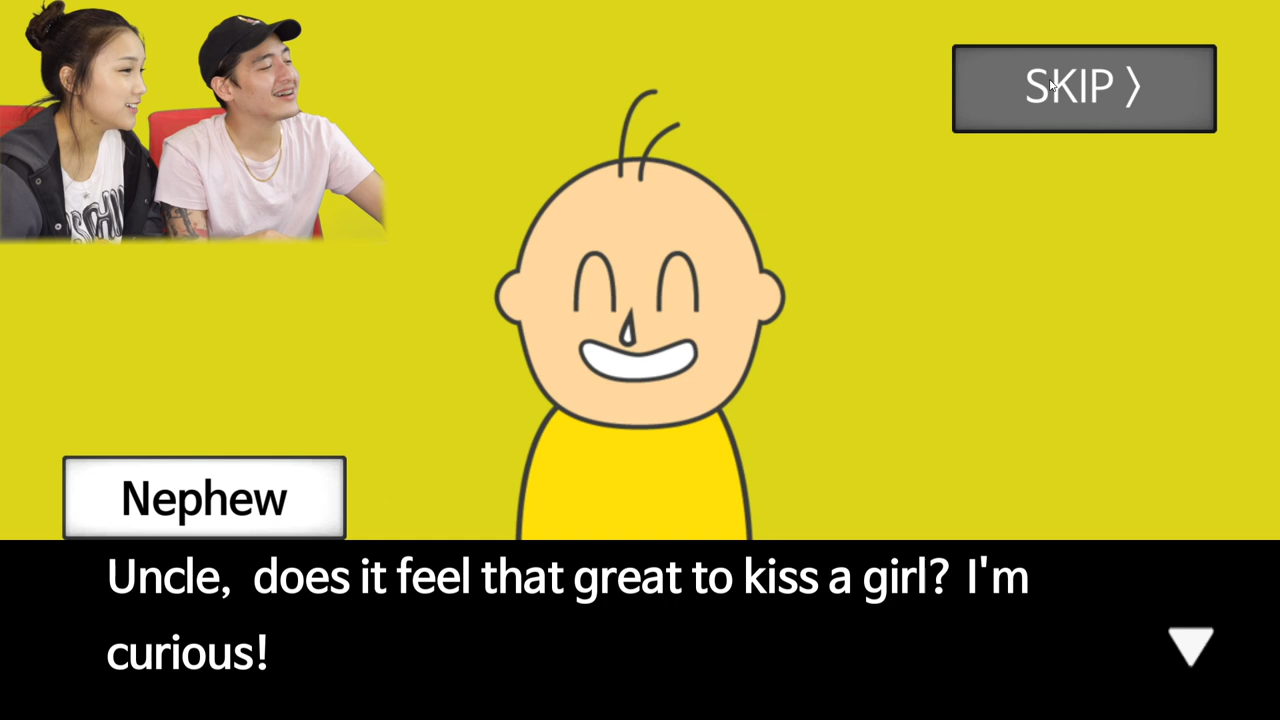 SKIP 〉
Nephew
Uncle, does it feel that great to kiss a girl? I'm
curious!